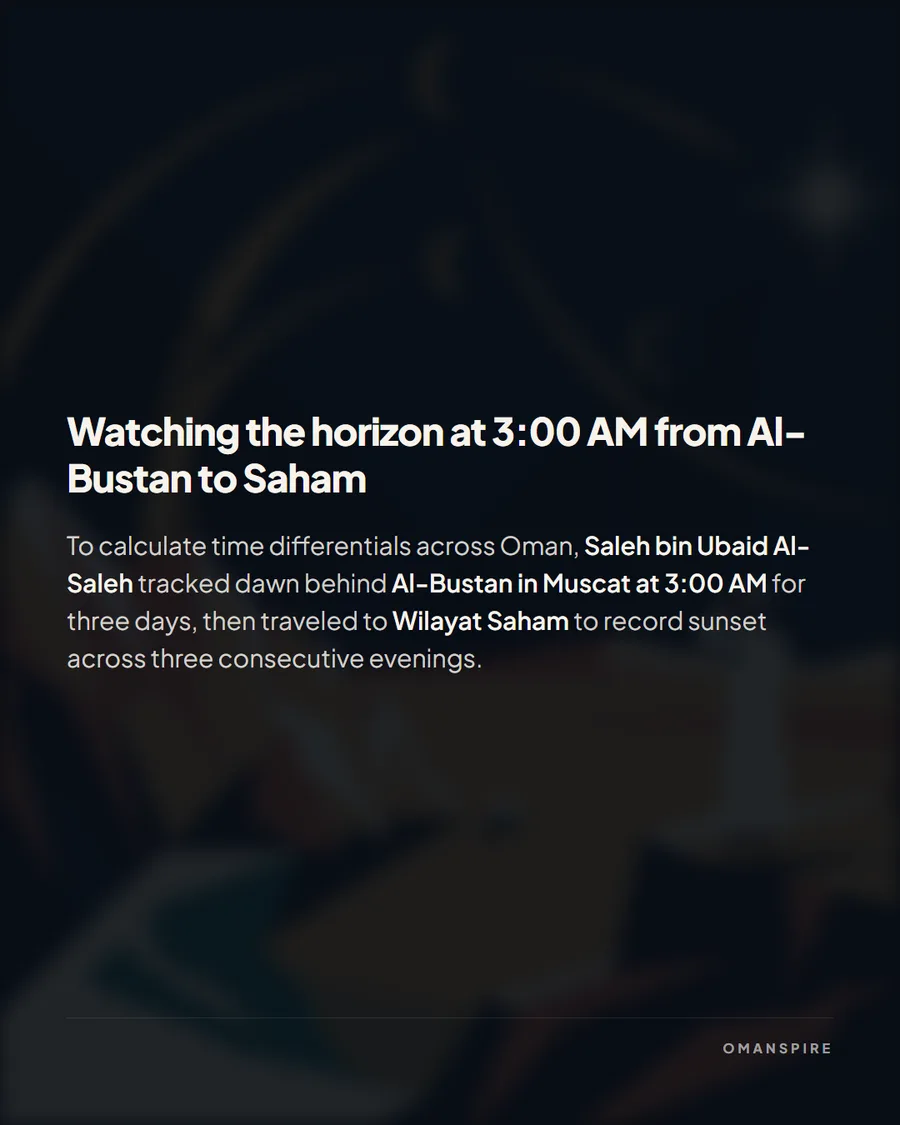 Watching the horizon at 3:00 AM from Al-
Bustan to Saham
To calculate time differentials across Oman, Saleh bin Ubaid Al-
Saleh tracked dawn behind Al-Bustan in Muscat at 3:00 AM for
three days, then traveled to Wilayat Saham to record sunset
across three consecutive evenings.
OMANSPIRE